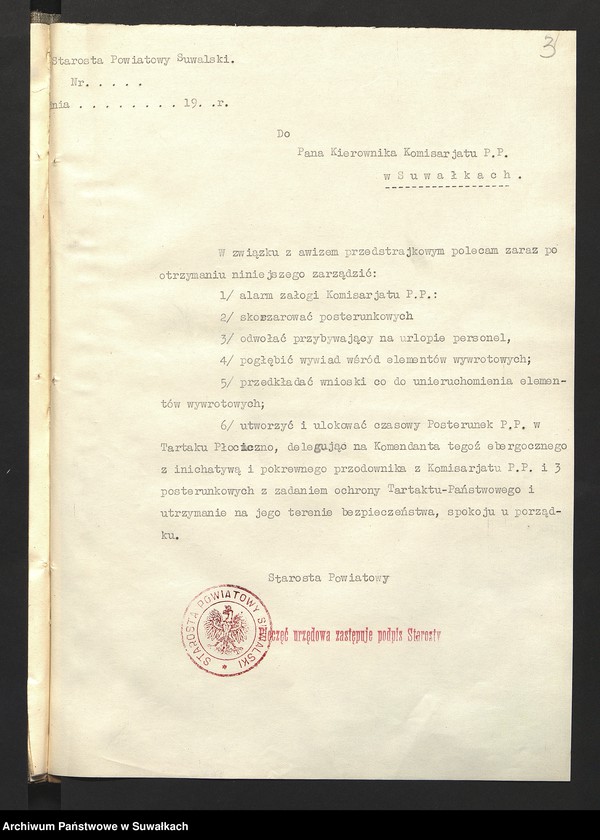 3
Starosta Powiatowy Suwalski.
Nr. . . . .
nia . . . . . . . . 19. .r.
Do
Pana Kierownika Komisarjatu P.P.
w S u w a ł k a c h .
W związku z awizem przedstrajkowym polecam zaraz po
otrzymaniu niniejszego zarządzić:
1/ alarm załogi Komisarjatu P.P.:
2/ skoszarować posterunkowych
3/ odwołać przybywający na urlopie personel,
4/ pogłębić wywiad wśród elementów wywrotowych;
5/ przedkładać wnioski co do unieruchomienia elemen-
tów wywrotowych;
6/ utworzyć i ulokować czasowy Posterunek P.P. w
Tartaku Płociczno, delegując na Komendanta tegoż ebergocznego
z inichatywą i pokrewnego przodownika z Komisarjatu P.P. i 3
posterunkowych z zadaniem ochrony Tartaktu-Państwowego i
utrzymanie na jego terenie bezpieczeństwa, spokoju u porząd-
ku.
Starosta Powiatowy
STAROSTA POWIATOWY SUWALSKI *
Pieczęć urzędowa zastępuje podpis Starosty
Archiwum Państwowe w Suwałkach